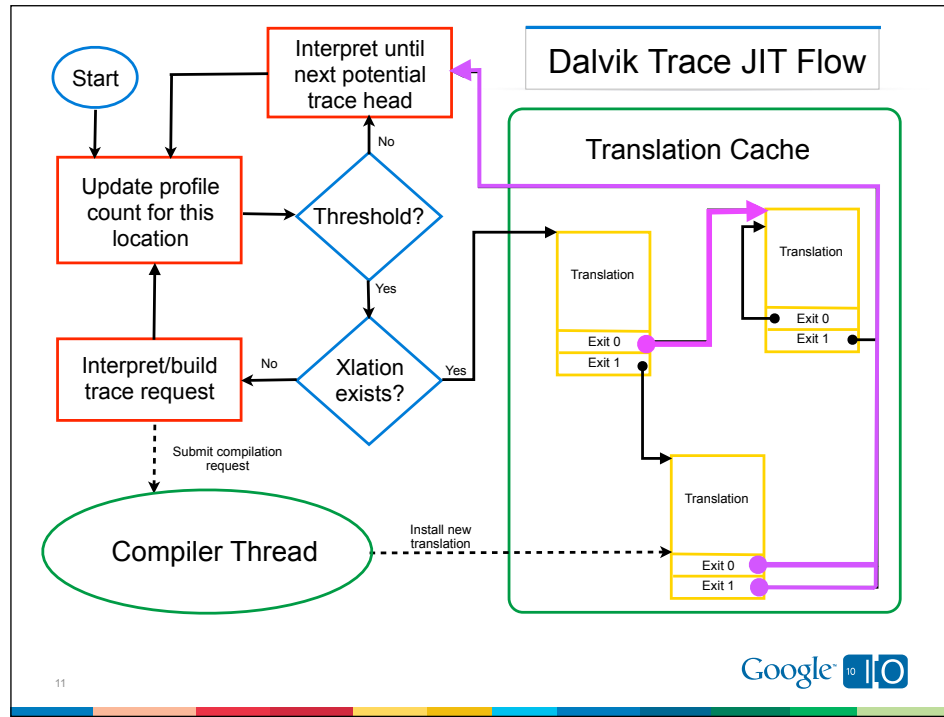 Dalvik Trace JIT Flow
Start
Interpret until
next potential
trace head
No
Update profile
count for this
location
Threshold?
Yes
Interpret/build
trace request
No
Xlation
exists?
Yes
Submit compilation
request
Compiler Thread
Install new
translation
Translation Cache
Translation
Exit 0
Exit 1
Translation
Exit 0
Exit 1
Translation
Exit 0
Exit 1
11
Google
10
IO